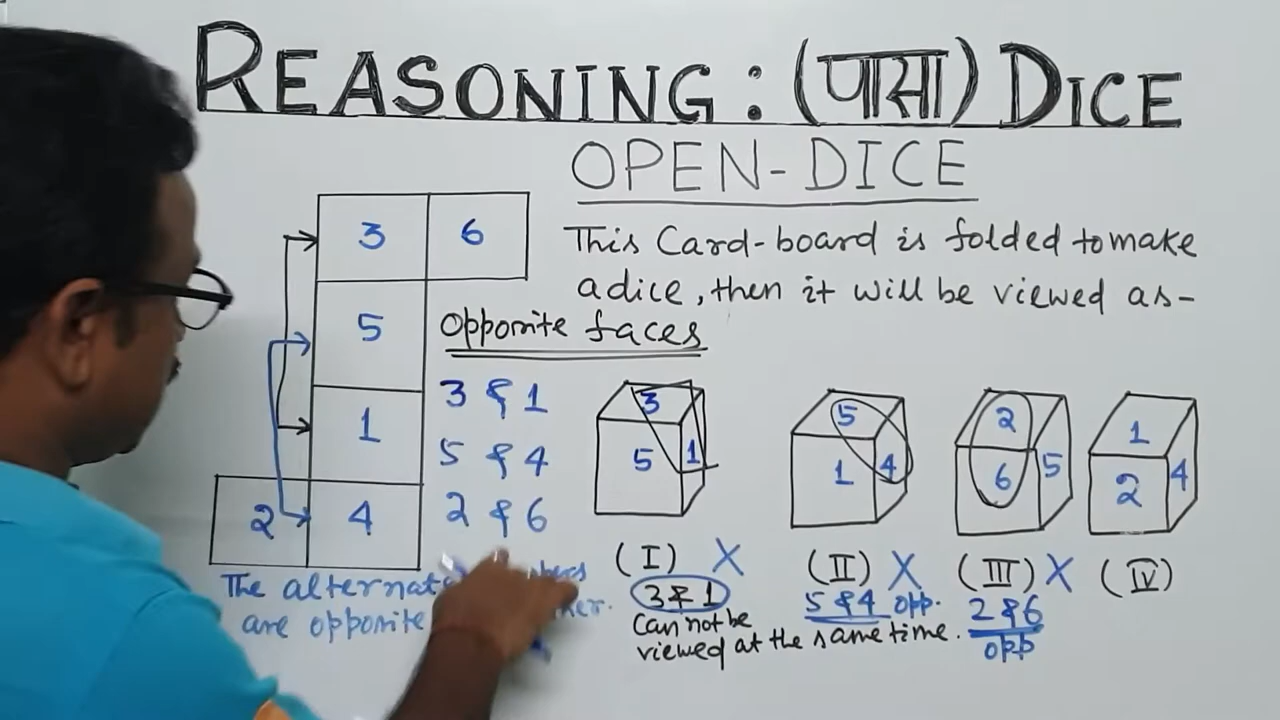 REASONING : (पासा) DICE
OPEN-DICE
This Card-board is folded to make
a dice, then it will be viewed as-
3 6
5
1
2 4
Opposite faces
3 & 1
5 & 4
2 & 6
The
are opposite
3
5 1
5
1 4
2
6 5
1
2 4
(I) X
3 & 1
Can not be
viewed at the same time.
(II) X
5 & 4 opp.
(III) X
2 & 6
opp
(IV)